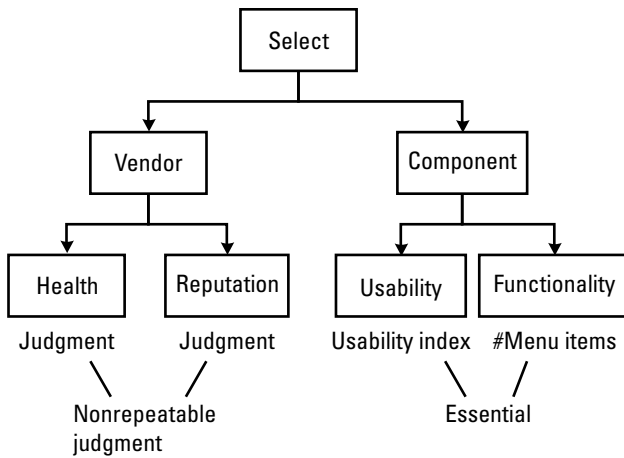 Select
Vendor
Component
Health
Reputation
Usability
Functionality
Judgment
Judgment
Usability index
#Menu items
Nonrepeatable
judgment
Essential